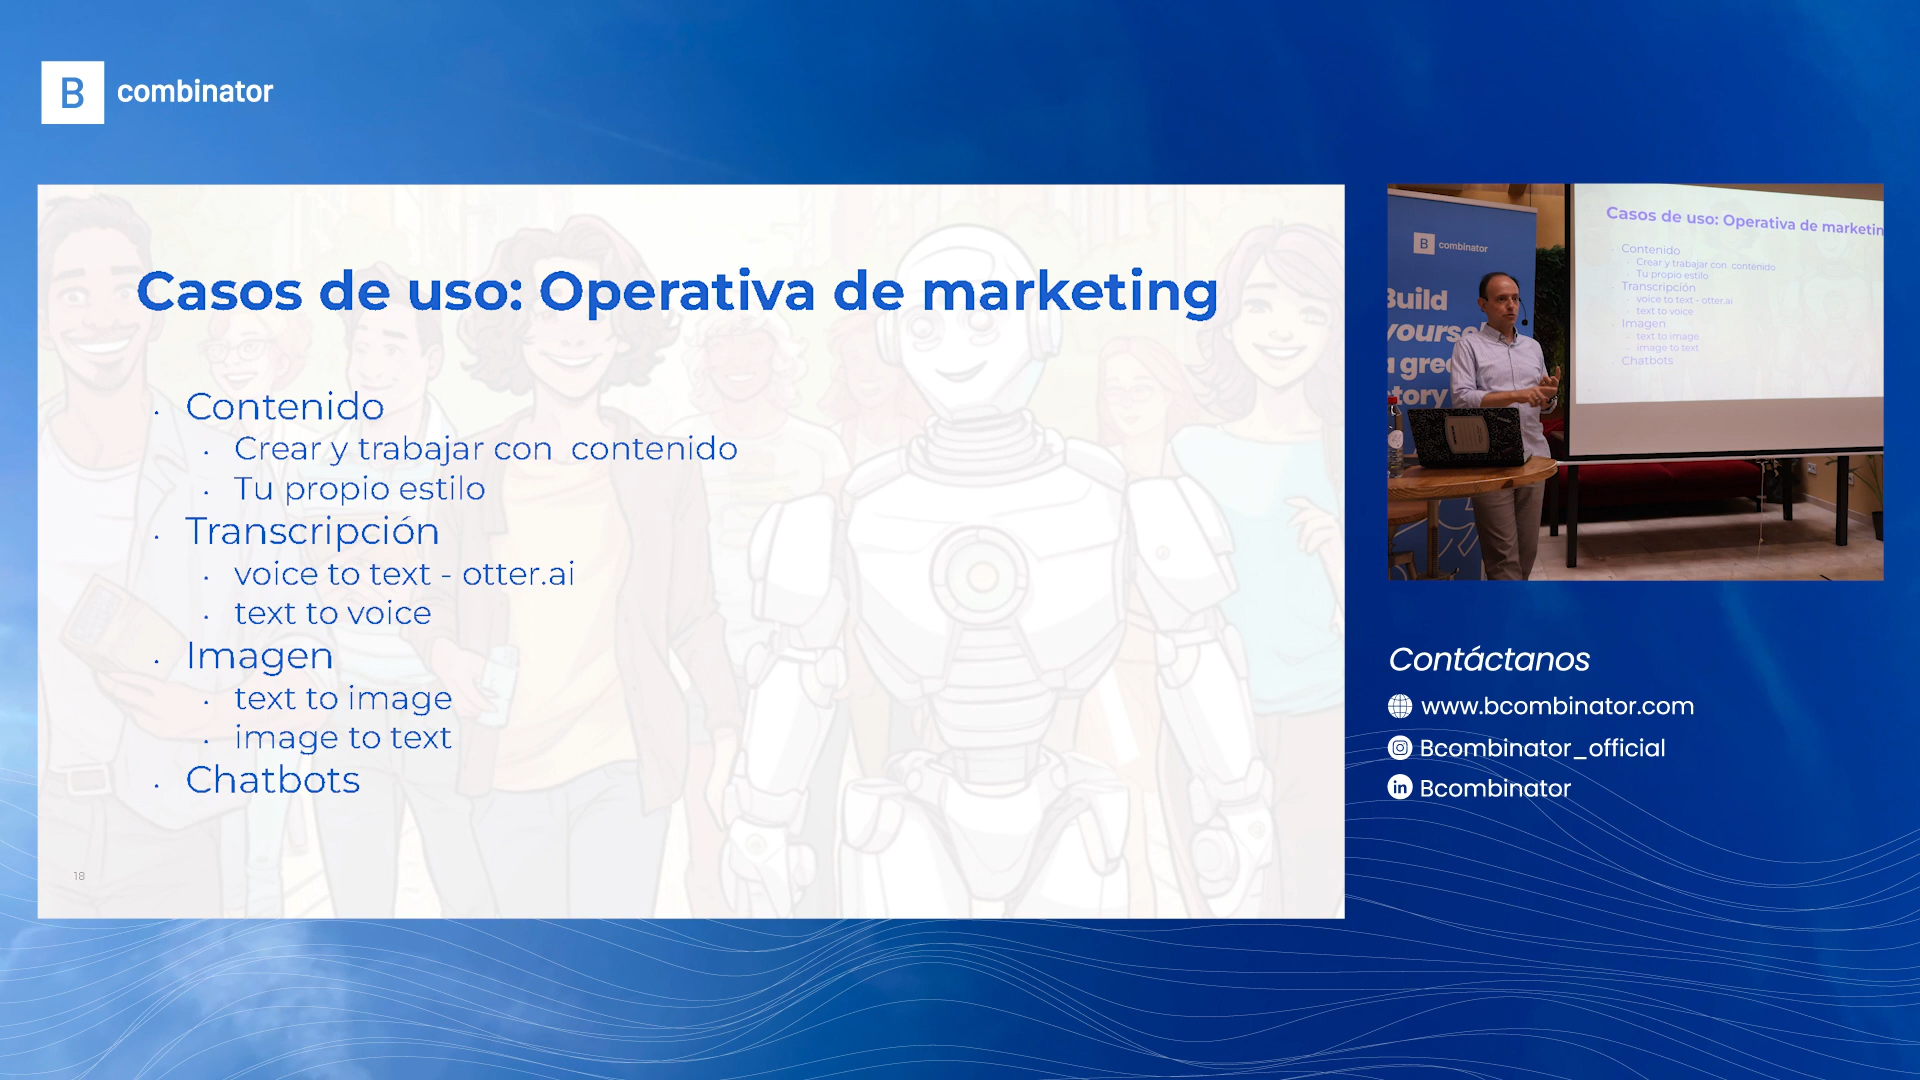 B combinator
Casos de uso: Operativa de marketing
· Contenido
· Crear y trabajar con contenido
· Tu propio estilo
· Transcripción
· voice to text - otter.ai
· text to voice
· Imagen
· text to image
· image to text
· Chatbots
18
B combinator
Build
yourself
a gre
story
Casos de uso: Operativa de marketin
Contenido
Crear y trabajar con contenido
Tu propio estilo
Transcripción
voice to text - otter.ai
text to voice
Imagen
text to image
image to text
Chatbots
Contáctanos
www.bcombinator.com
Bcombinator_official
in Bcombinator